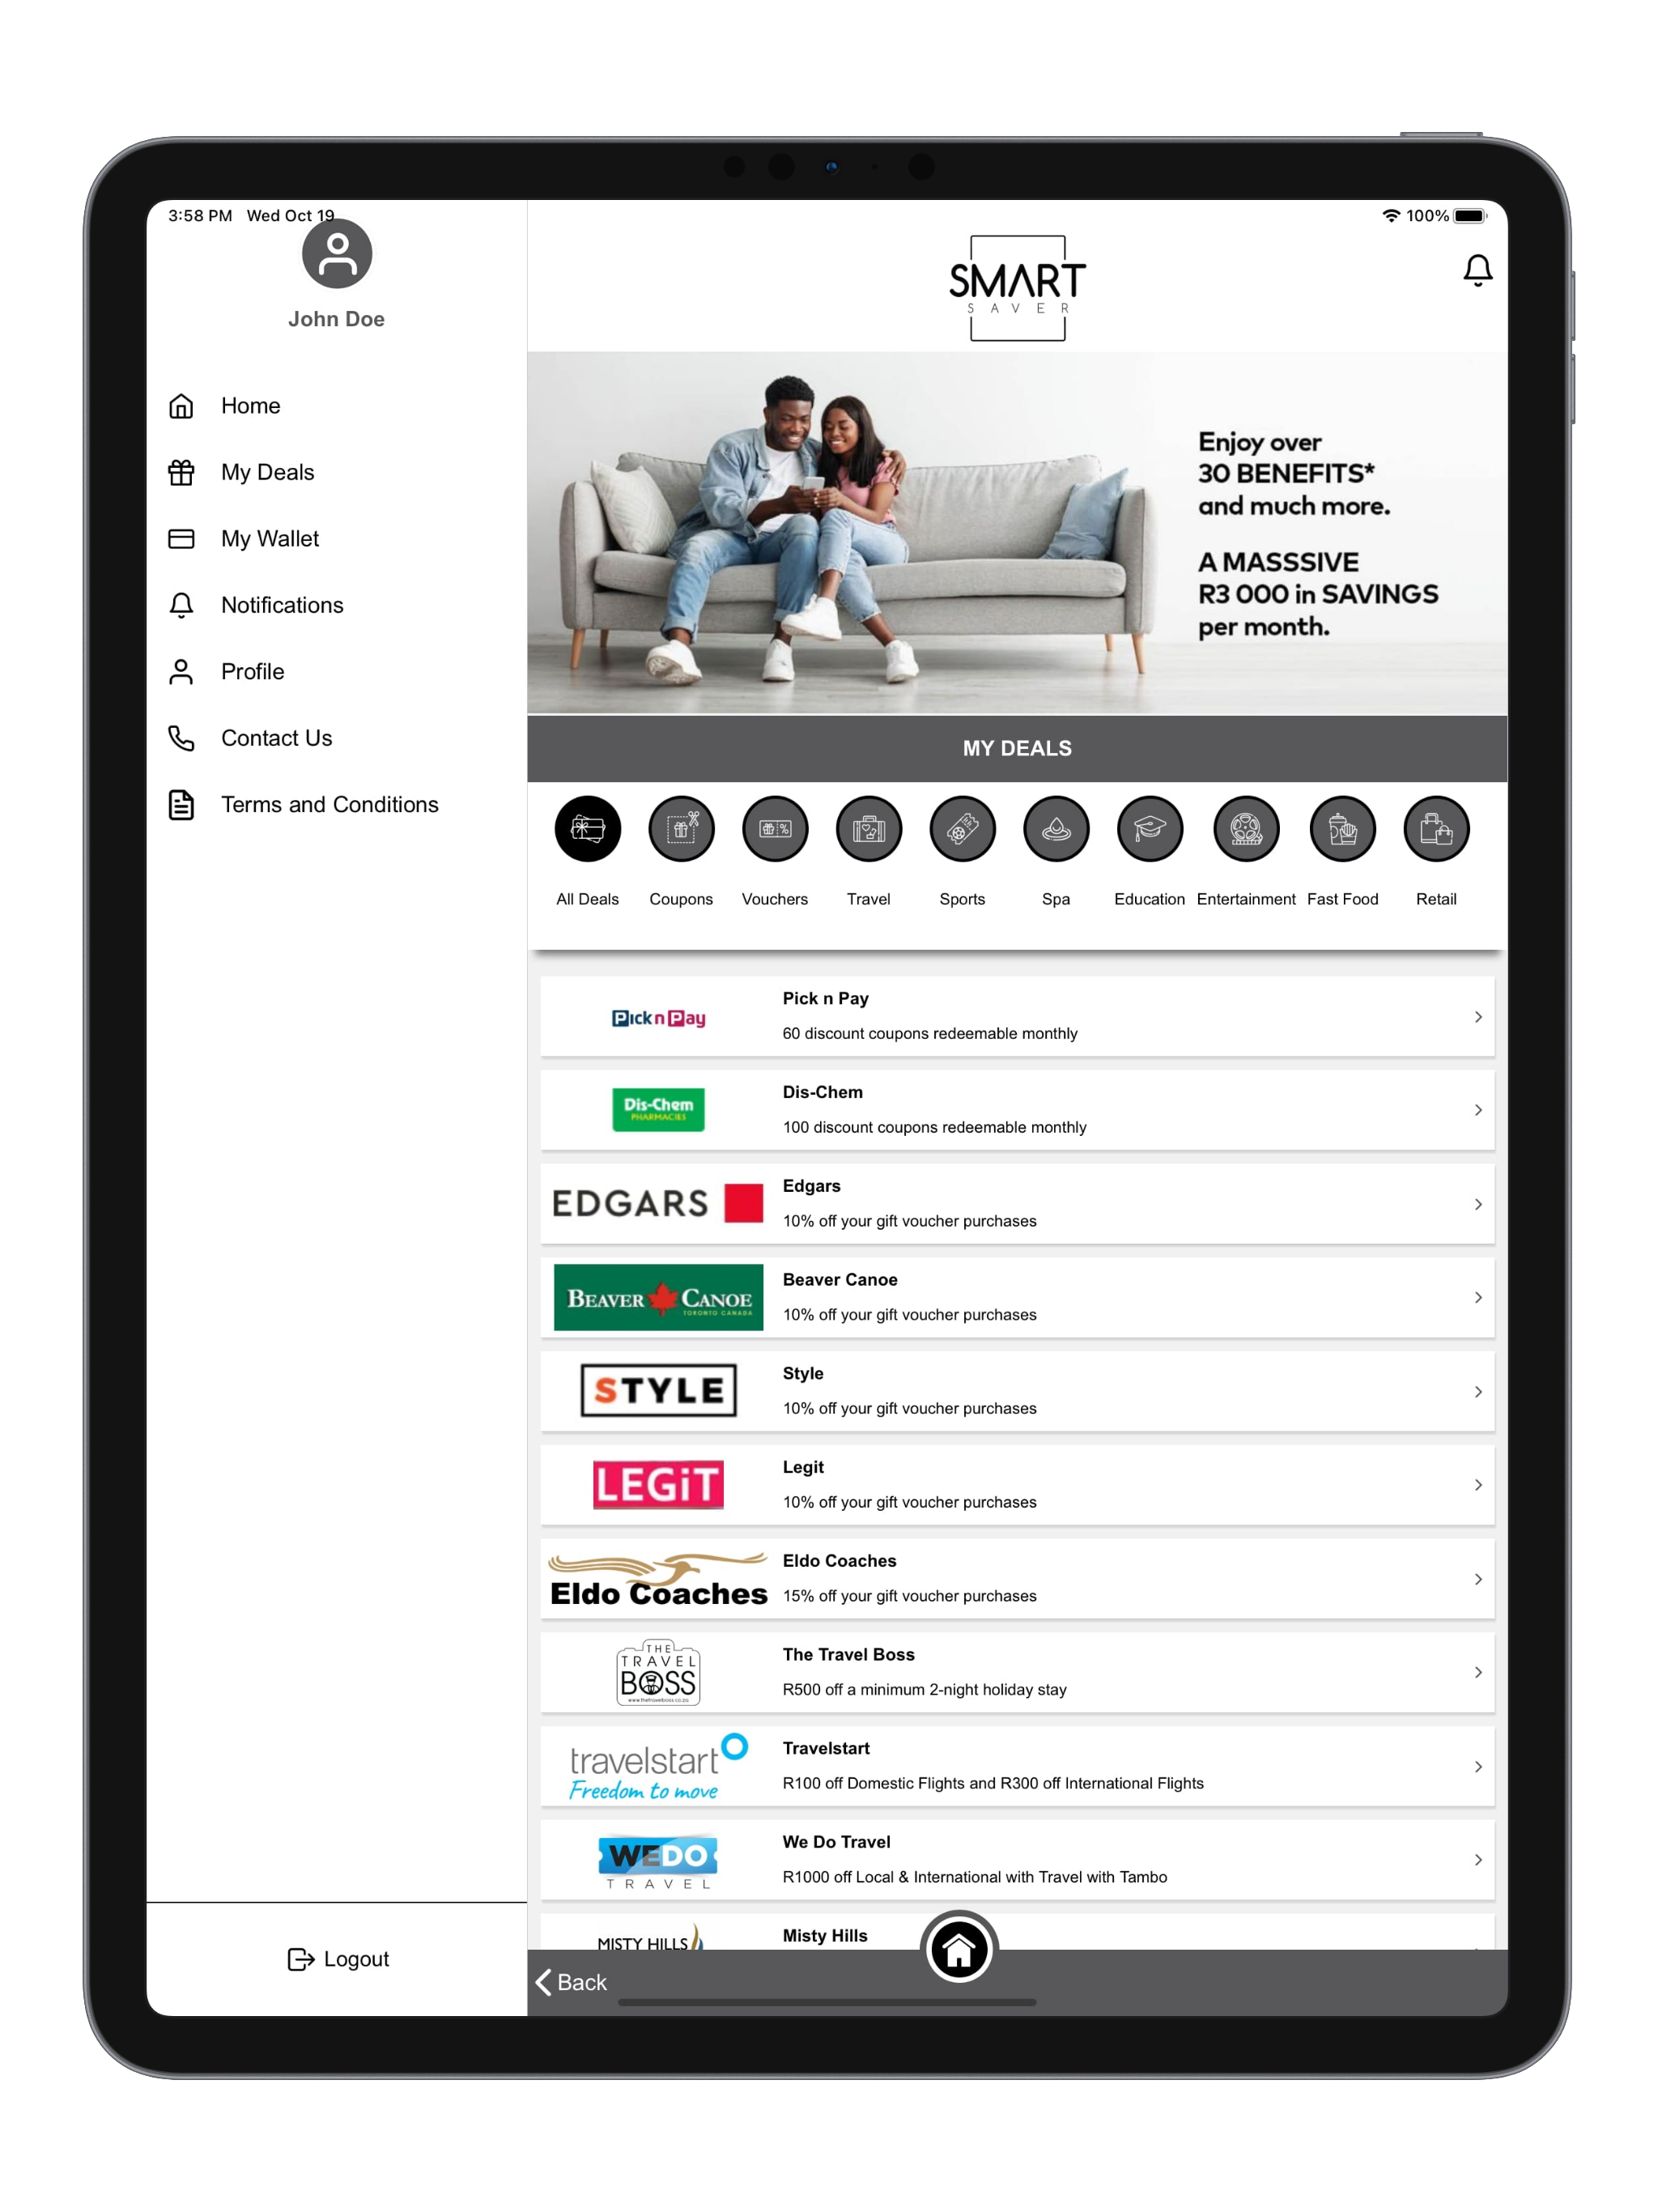 3:58 PM Wed Oct 19
100%
John Doe
Home
My Deals
My Wallet
Notifications
Profile
Contact Us
Terms and Conditions
Logout
SMART
SAVER
Enjoy over
30 BENEFITS*
and much more.
A MASSSIVE
R3 000 in SAVINGS
per month.
MY DEALS
All Deals
Coupons
Vouchers
Travel
Sports
Spa
Education
Entertainment
Fast Food
Retail
Pick n Pay
Pick n Pay
60 discount coupons redeemable monthly
Dis-Chem
PHARMACIES
Dis-Chem
100 discount coupons redeemable monthly
EDGARS
Edgars
10% off your gift voucher purchases
BEAVER CANOE
TORONTO CANADA
Beaver Canoe
10% off your gift voucher purchases
STYLE
Style
10% off your gift voucher purchases
LEGiT
Legit
10% off your gift voucher purchases
Eldo Coaches
Eldo Coaches
15% off your gift voucher purchases
THE
TRAVEL
BOSS
www.thetravelboss.co.za
The Travel Boss
R500 off a minimum 2-night holiday stay
travelstart
Freedom to move
Travelstart
R100 off Domestic Flights and R300 off International Flights
WEDO
TRAVEL
We Do Travel
R1000 off Local & International with Travel with Tambo
MISTY HILLS
Misty Hills
Back